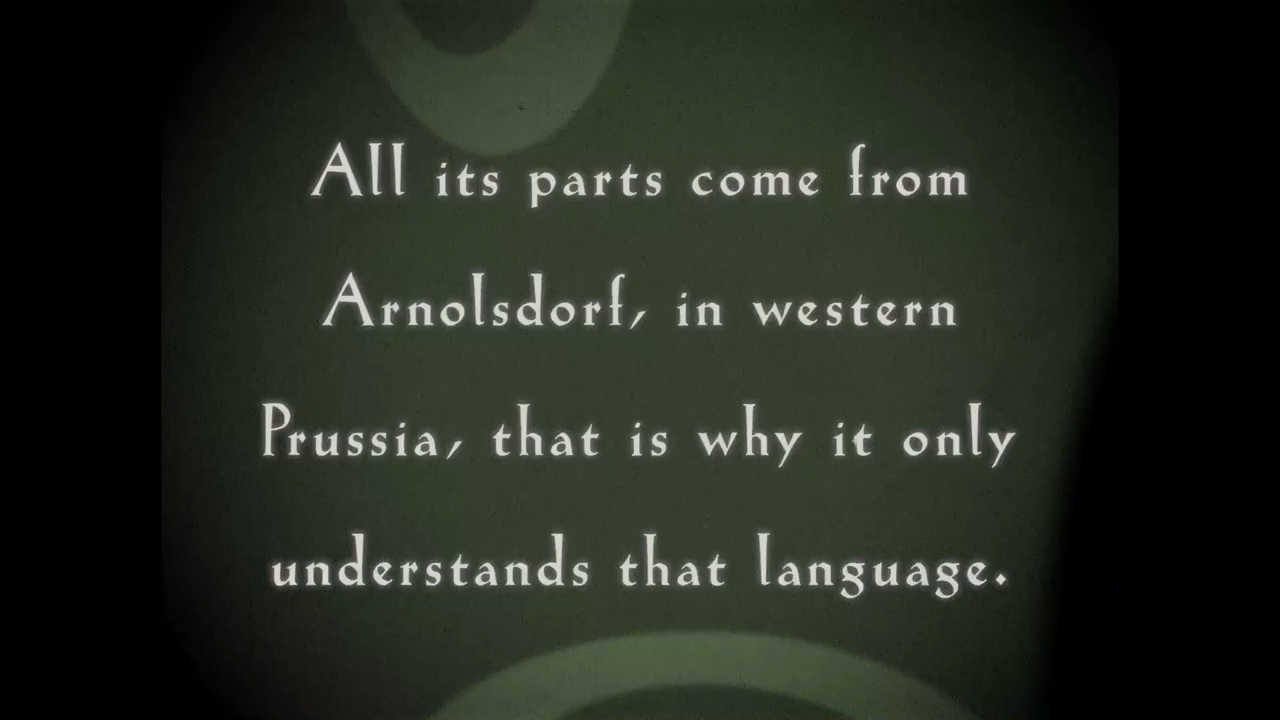 All its parts come from
Arnolsdorf, in western
Prussia, that is why it only
understands that language.